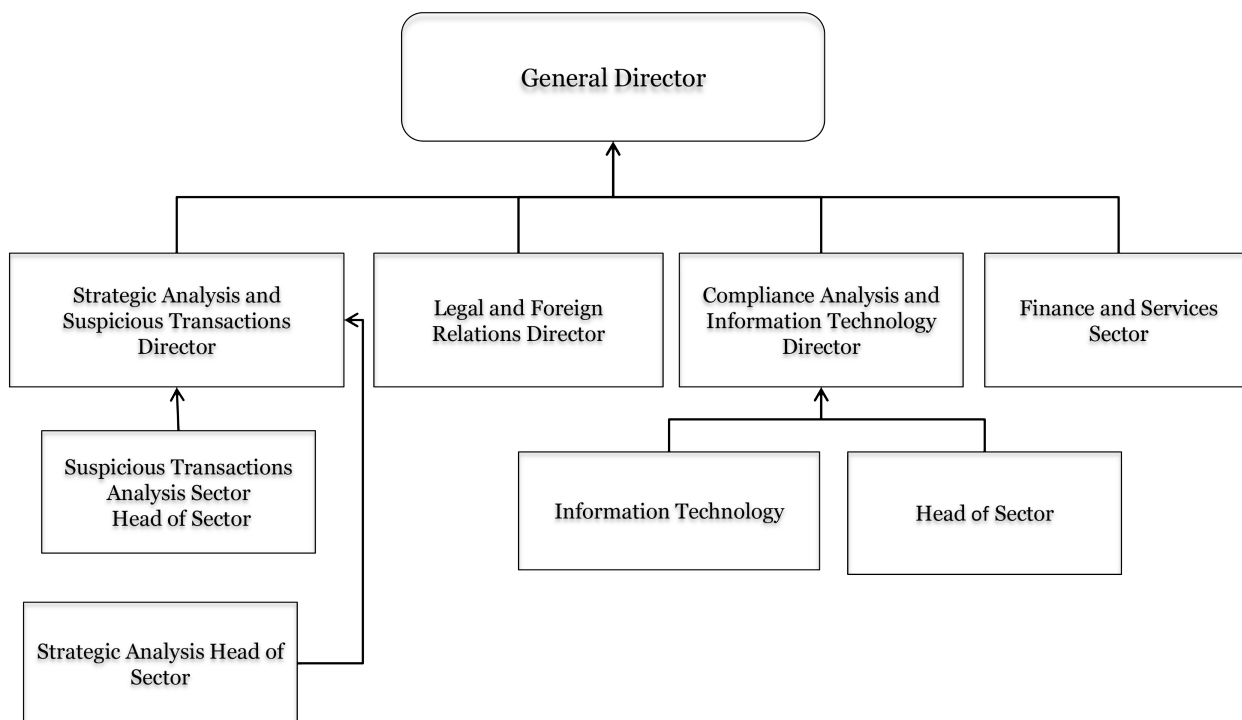 General Director
Strategic Analysis and
Suspicious Transactions
Director
Legal and Foreign
Relations Director
Compliance Analysis and
Information Technology
Director
Finance and Services
Sector
Suspicious Transactions
Analysis Sector
Head of Sector
Information Technology
Head of Sector
Strategic Analysis Head of
Sector